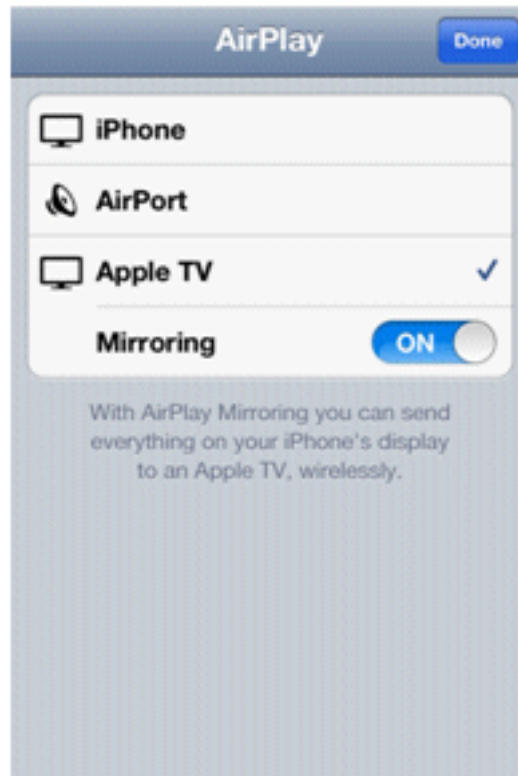 AirPlay
Done
iPhone
AirPort
Apple TV
Mirroring
ON
With AirPlay Mirroring you can send
everything on your iPhone's display
to an Apple TV, wirelessly.